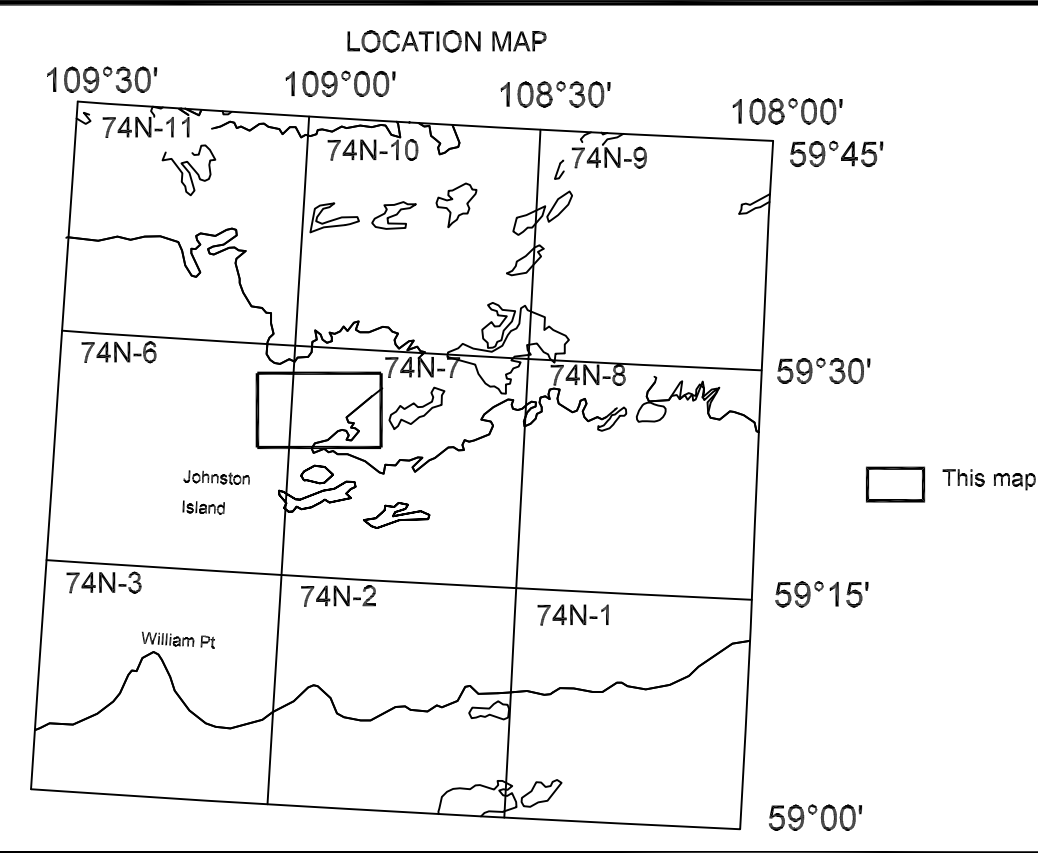 LOCATION MAP
109°30'
109°00'
108°30'
108°00'
74N-11
74N-10
74N-9
59°45'
74N-6
74N-7
74N-8
59°30'
Johnston
Island
This map
74N-3
74N-2
74N-1
59°15'
William Pt
59°00'